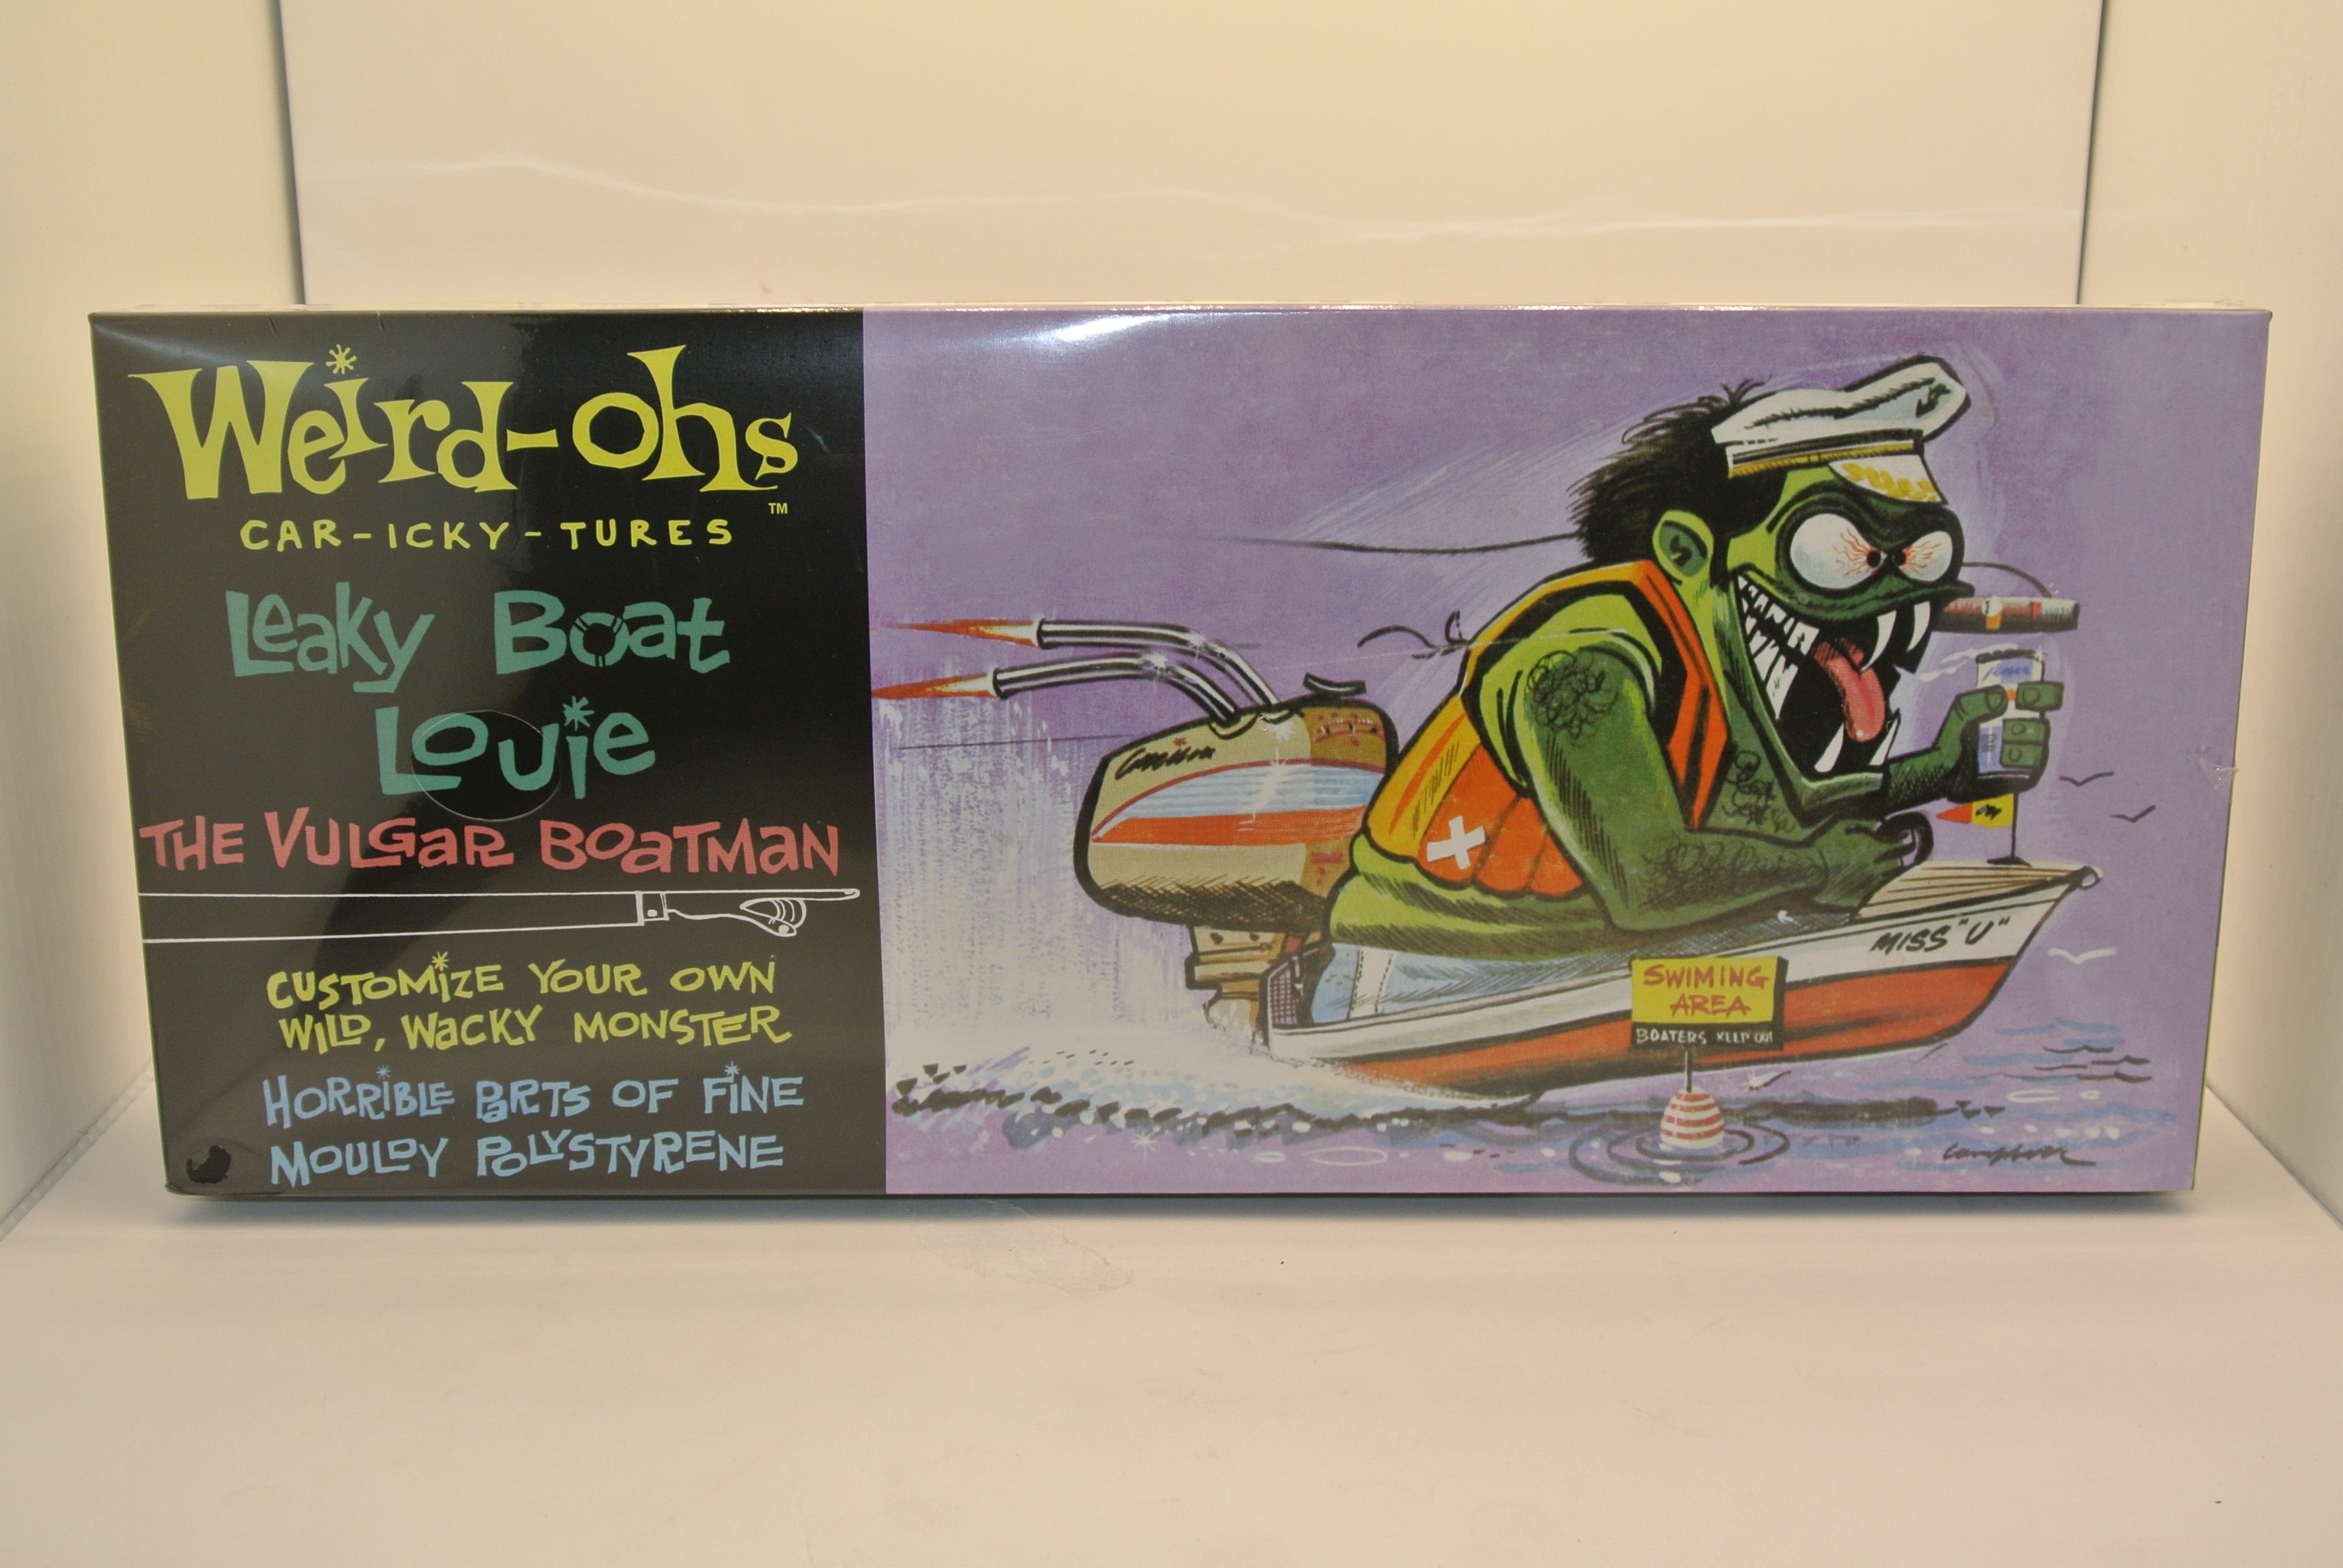 Weird-ohs
TM
CAR-ICKY-TURES
Leaky Boat
Louie
THE VULGAR BOATMAN
CUSTOMIZE YOUR OWN
WILD, WACKY MONSTER
HORRIBLE PARTS OF FINE
MOULDY POLYSTYRENE
MISS "U"
SWIMING
AREA
BOATERS KEEP OUT